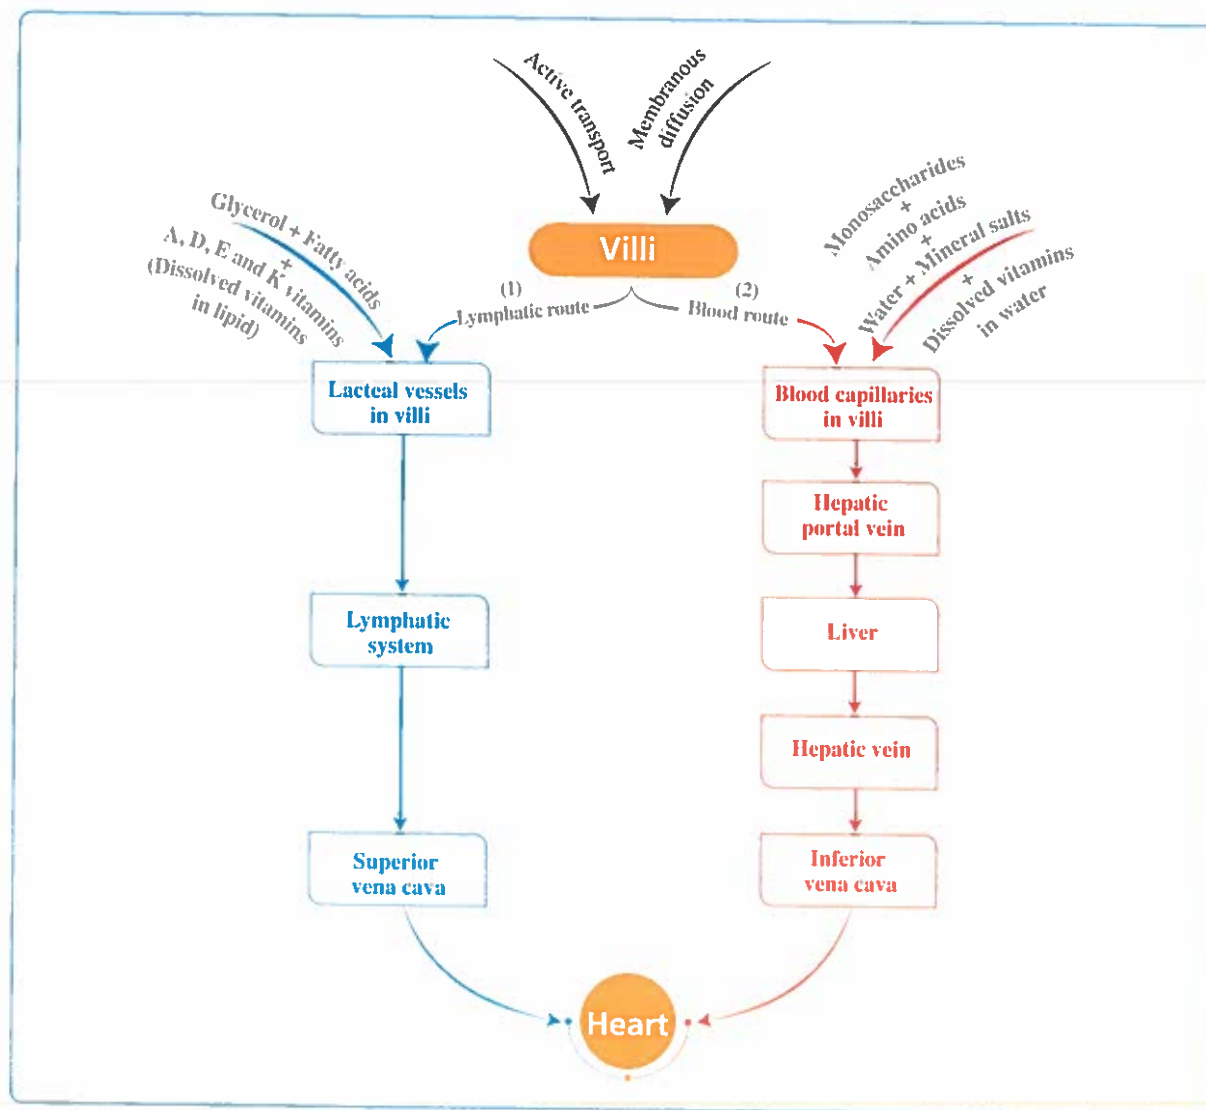 Active transport
Membranous
diffusion
Villi
Glycerol + Fatty acids
+
A, D, E and K vitamins
(Dissolved vitamins
in lipid)
Monosaccharides
+
Amino acids
+
Water + Mineral salts
+
Dissolved vitamins
in water
(1)
Lymphatic route
(2)
Blood route
Lacteal vessels
in villi
Blood capillaries
in villi
Hepatic
portal vein
Lymphatic
system
Liver
Hepatic vein
Superior
vena cava
Inferior
vena cava
Heart